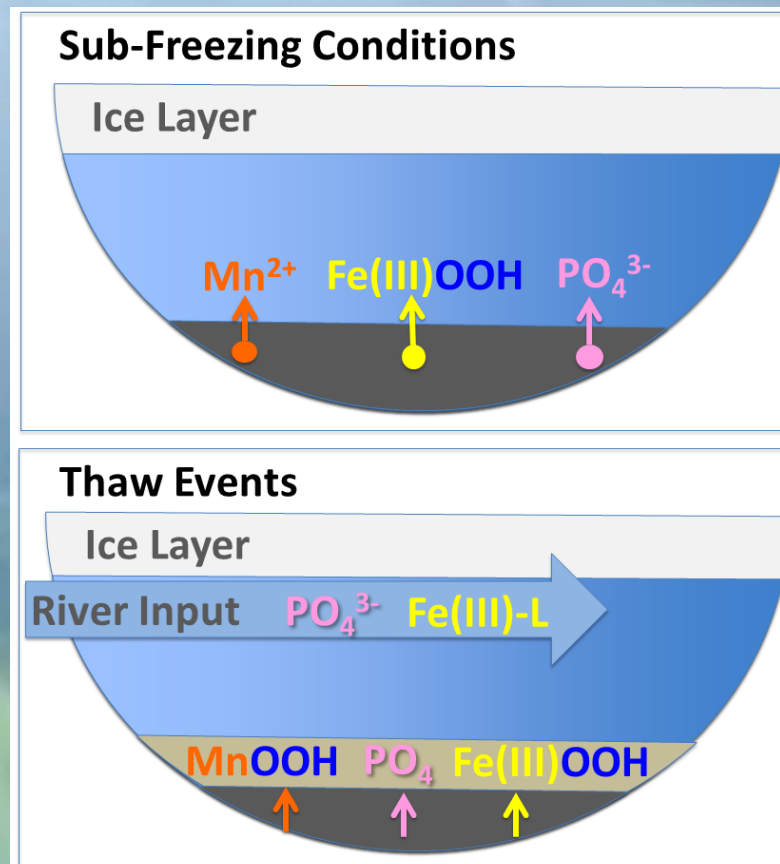 Sub-Freezing Conditions
Ice Layer
Mn²⁺ Fe(III)OOH PO₄³⁻
Thaw Events
Ice Layer
River Input PO₄³⁻ Fe(III)-L
MnOOH PO₄ Fe(III)OOH